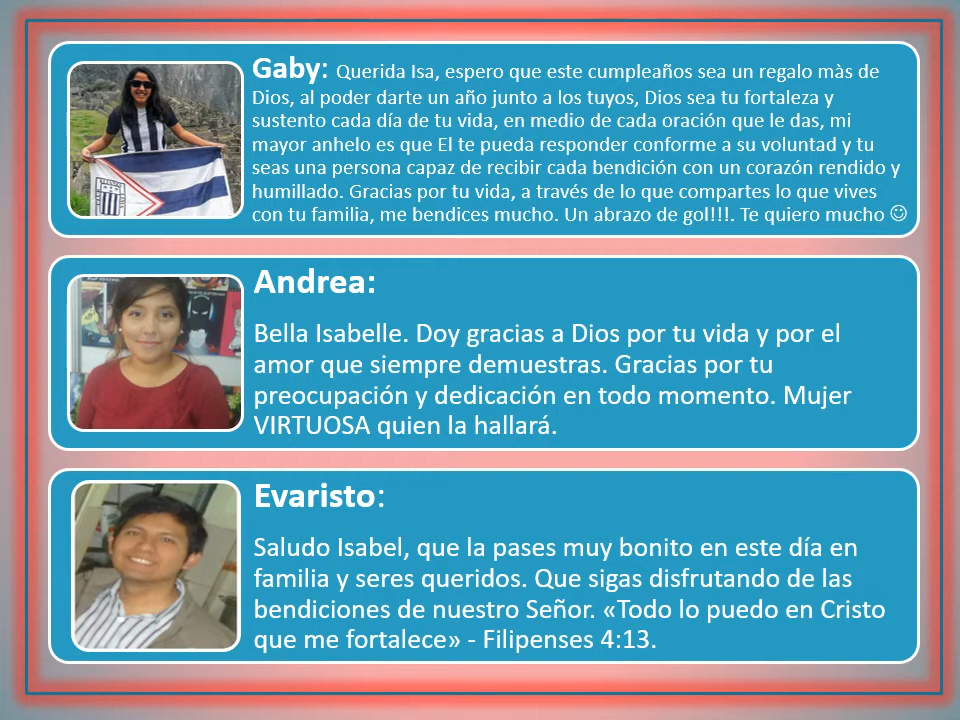 Gaby: Querida Isa, espero que este cumpleaños sea un regalo màs de
Dios, al poder darte un año junto a los tuyos, Dios sea tu fortaleza y
sustento cada día de tu vida, en medio de cada oración que le das, mi
mayor anhelo es que El te pueda responder conforme a su voluntad y tu
seas una persona capaz de recibir cada bendición con un corazón rendido y
humillado. Gracias por tu vida, a través de lo que compartes lo que vives
con tu familia, me bendices mucho. Un abrazo de gol!!!. Te quiero mucho ☺
Andrea:
Bella Isabelle. Doy gracias a Dios por tu vida y por el
amor que siempre demuestras. Gracias por tu
preocupación y dedicación en todo momento. Mujer
VIRTUOSA quien la hallará.
Evaristo:
Saludo Isabel, que la pases muy bonito en este día en
familia y seres queridos. Que sigas disfrutando de las
bendiciones de nuestro Señor. «Todo lo puedo en Cristo
que me fortalece» - Filipenses 4:13.